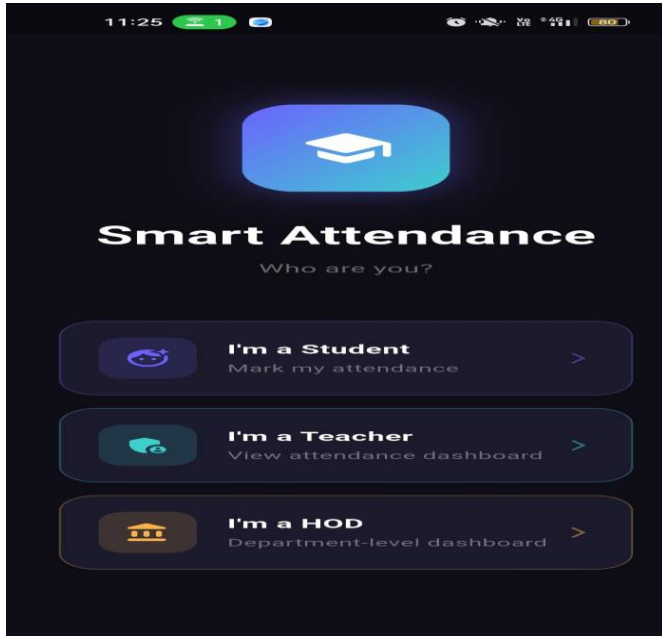 11:25 1 80
Smart Attendance
Who are you?
I'm a Student
Mark my attendance
I'm a Teacher
View attendance dashboard
I'm a HOD
Department-level dashboard